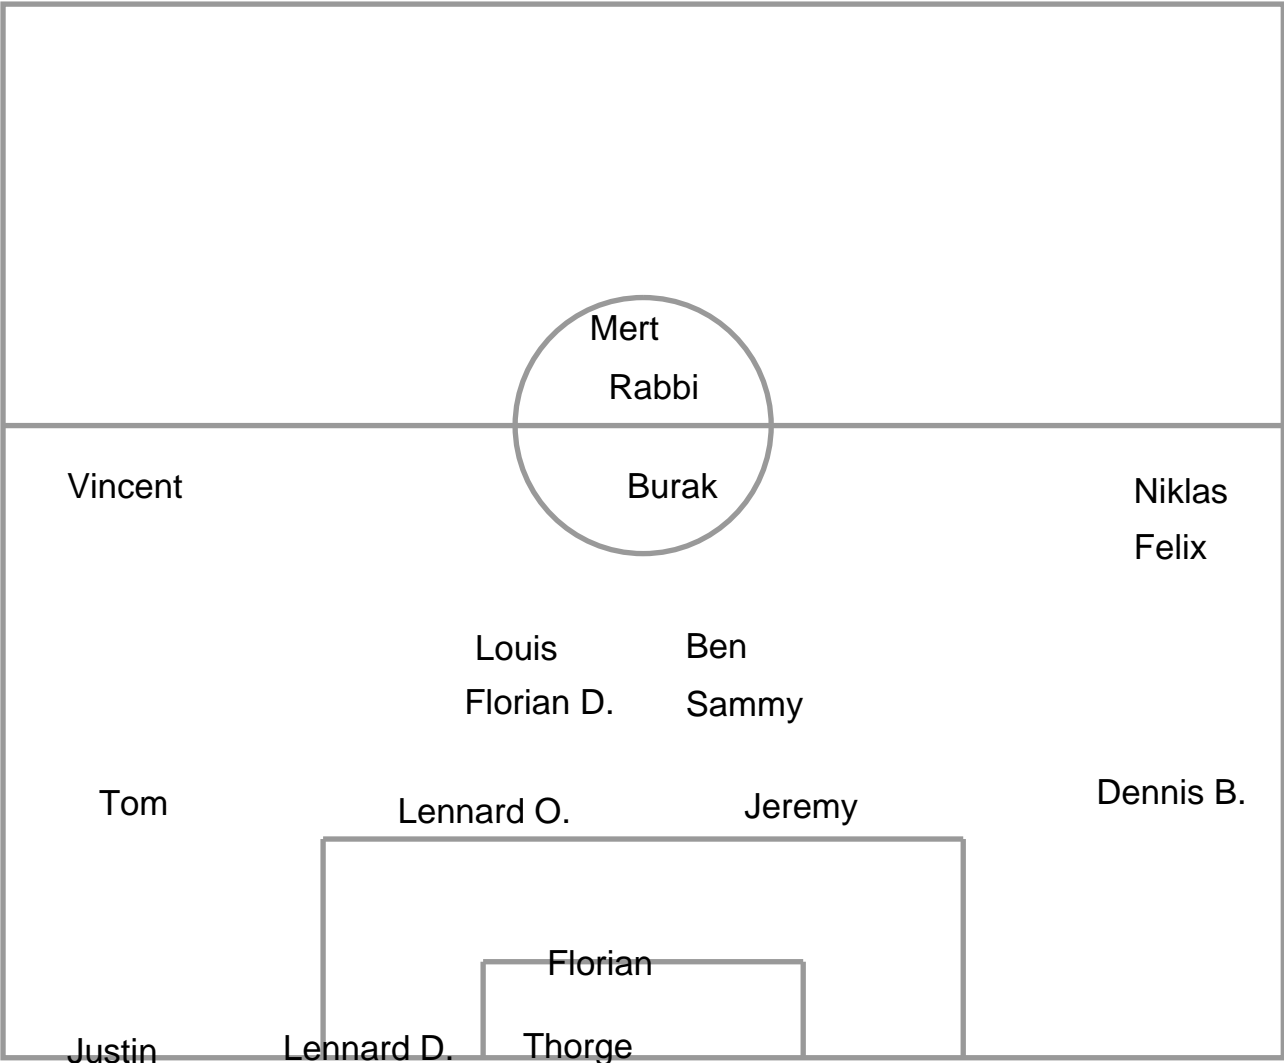 Mert
Rabbi
Vincent
Burak
Niklas
Felix
Louis
Ben
Florian D.
Sammy
Tom
Lennard O.
Jeremy
Dennis B.
Florian
Justin
Lennard D.
Thorge